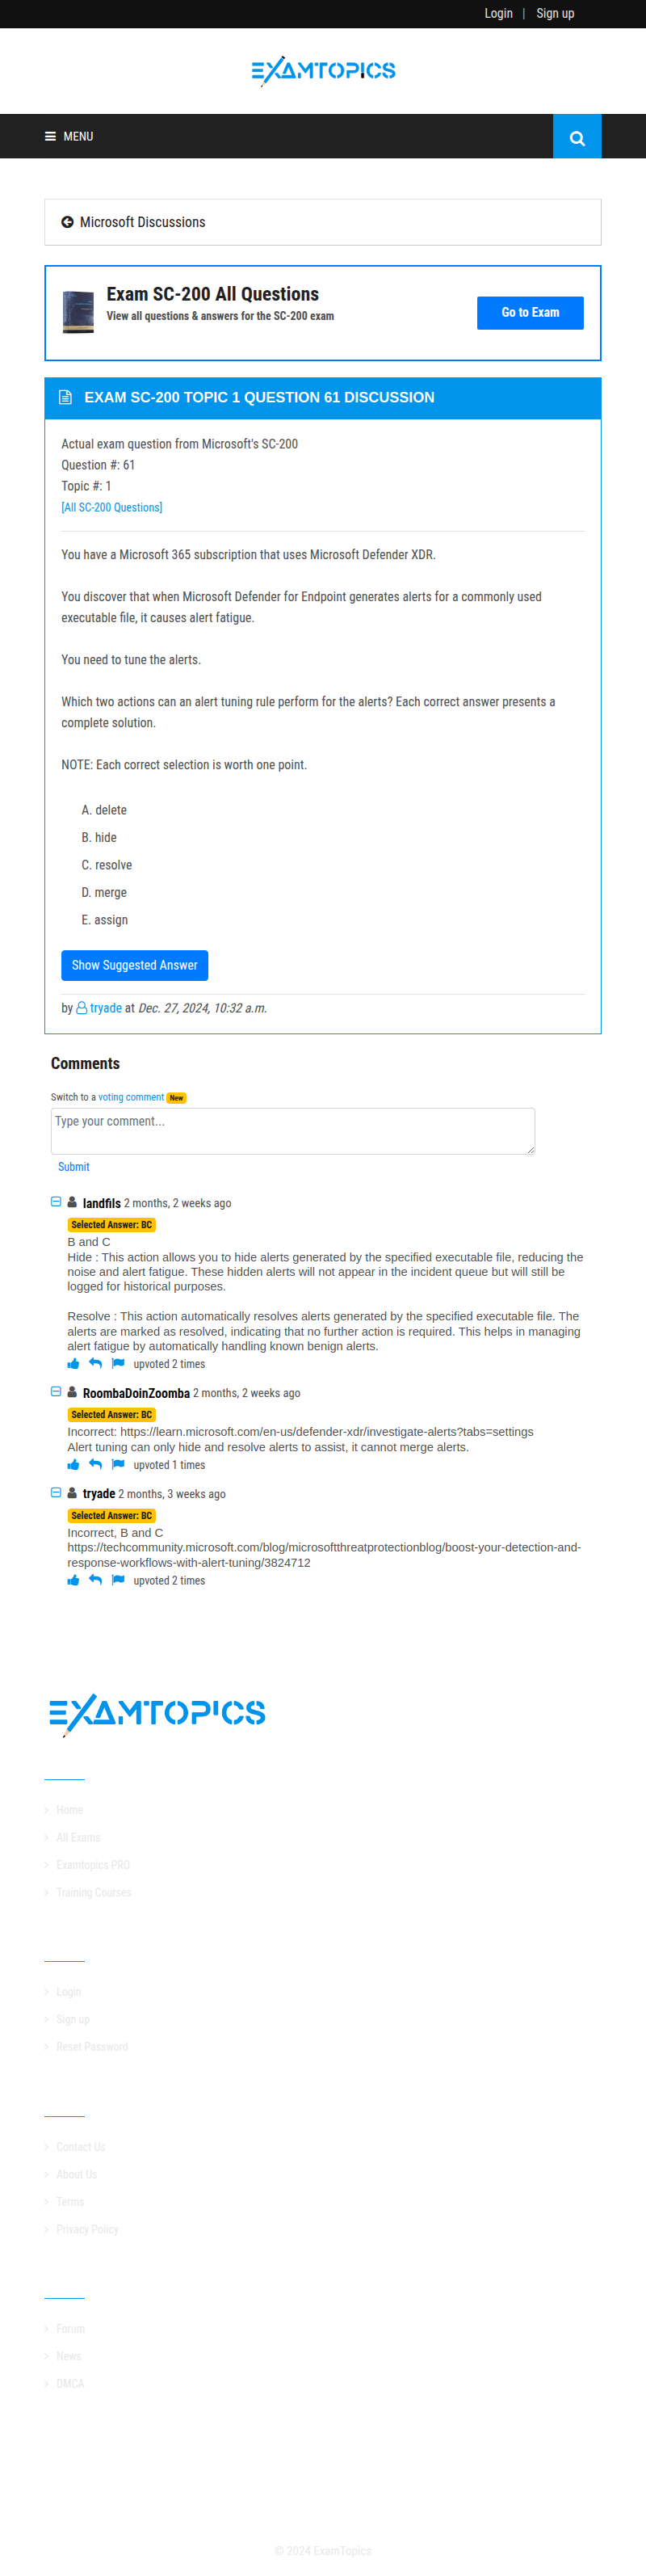 Login | Sign up
EXAMTOPICS
MENU
Microsoft Discussions
Exam SC-200 All Questions
View all questions & answers for the SC-200 exam
Go to Exam
EXAM SC-200 TOPIC 1 QUESTION 61 DISCUSSION
Actual exam question from Microsoft's SC-200
Question #: 61
Topic #: 1
[All SC-200 Questions]
You have a Microsoft 365 subscription that uses Microsoft Defender XDR.
You discover that when Microsoft Defender for Endpoint generates alerts for a commonly used
executable file, it causes alert fatigue.
You need to tune the alerts.
Which two actions can an alert tuning rule perform for the alerts? Each correct answer presents a
complete solution.
NOTE: Each correct selection is worth one point.
A. delete
B. hide
C. resolve
D. merge
E. assign
Show Suggested Answer
by tryade at Dec. 27, 2024, 10:32 a.m.
Comments
Switch to a voting comment New
Type your comment...
Submit
landfils 2 months, 2 weeks ago
Selected Answer: BC
B and C
Hide : This action allows you to hide alerts generated by the specified executable file, reducing the
noise and alert fatigue. These hidden alerts will not appear in the incident queue but will still be
logged for historical purposes.
Resolve : This action automatically resolves alerts generated by the specified executable file. The
alerts are marked as resolved, indicating that no further action is required. This helps in managing
alert fatigue by automatically handling known benign alerts.
upvoted 2 times
RoombaDoinZoomba 2 months, 2 weeks ago
Selected Answer: BC
Incorrect: https://learn.microsoft.com/en-us/defender-xdr/investigate-alerts?tabs=settings
Alert tuning can only hide and resolve alerts to assist, it cannot merge alerts.
upvoted 1 times
tryade 2 months, 3 weeks ago
Selected Answer: BC
Incorrect, B and C
https://techcommunity.microsoft.com/blog/microsoftthreatprotectionblog/boost-your-detection-and-
response-workflows-with-alert-tuning/3824712
upvoted 2 times
EXAMTOPICS
Home
All Exams
Examtopics PRO
Training Courses
Login
Sign up
Reset Password
Contact Us
About Us
Terms
Privacy Policy
Forum
News
DMCA
© 2024 ExamTopics